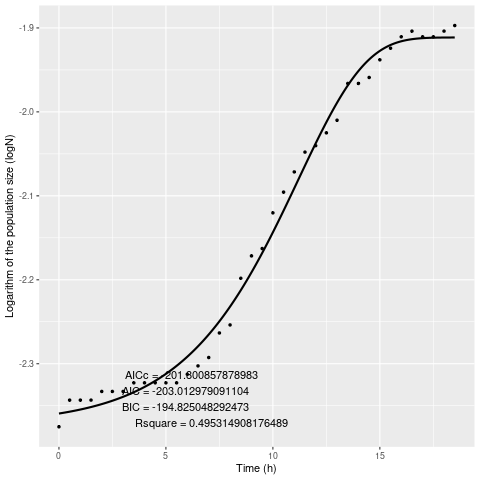 -1.9
-2.0
-2.1
-2.2
-2.3
Logarithm of the population size (logN)
AICc = -201.800857878983
AIC = -203.012979091104
BIC = -194.825048292473
Rsquare = 0.495314908176489
0 5 10 15
Time (h)